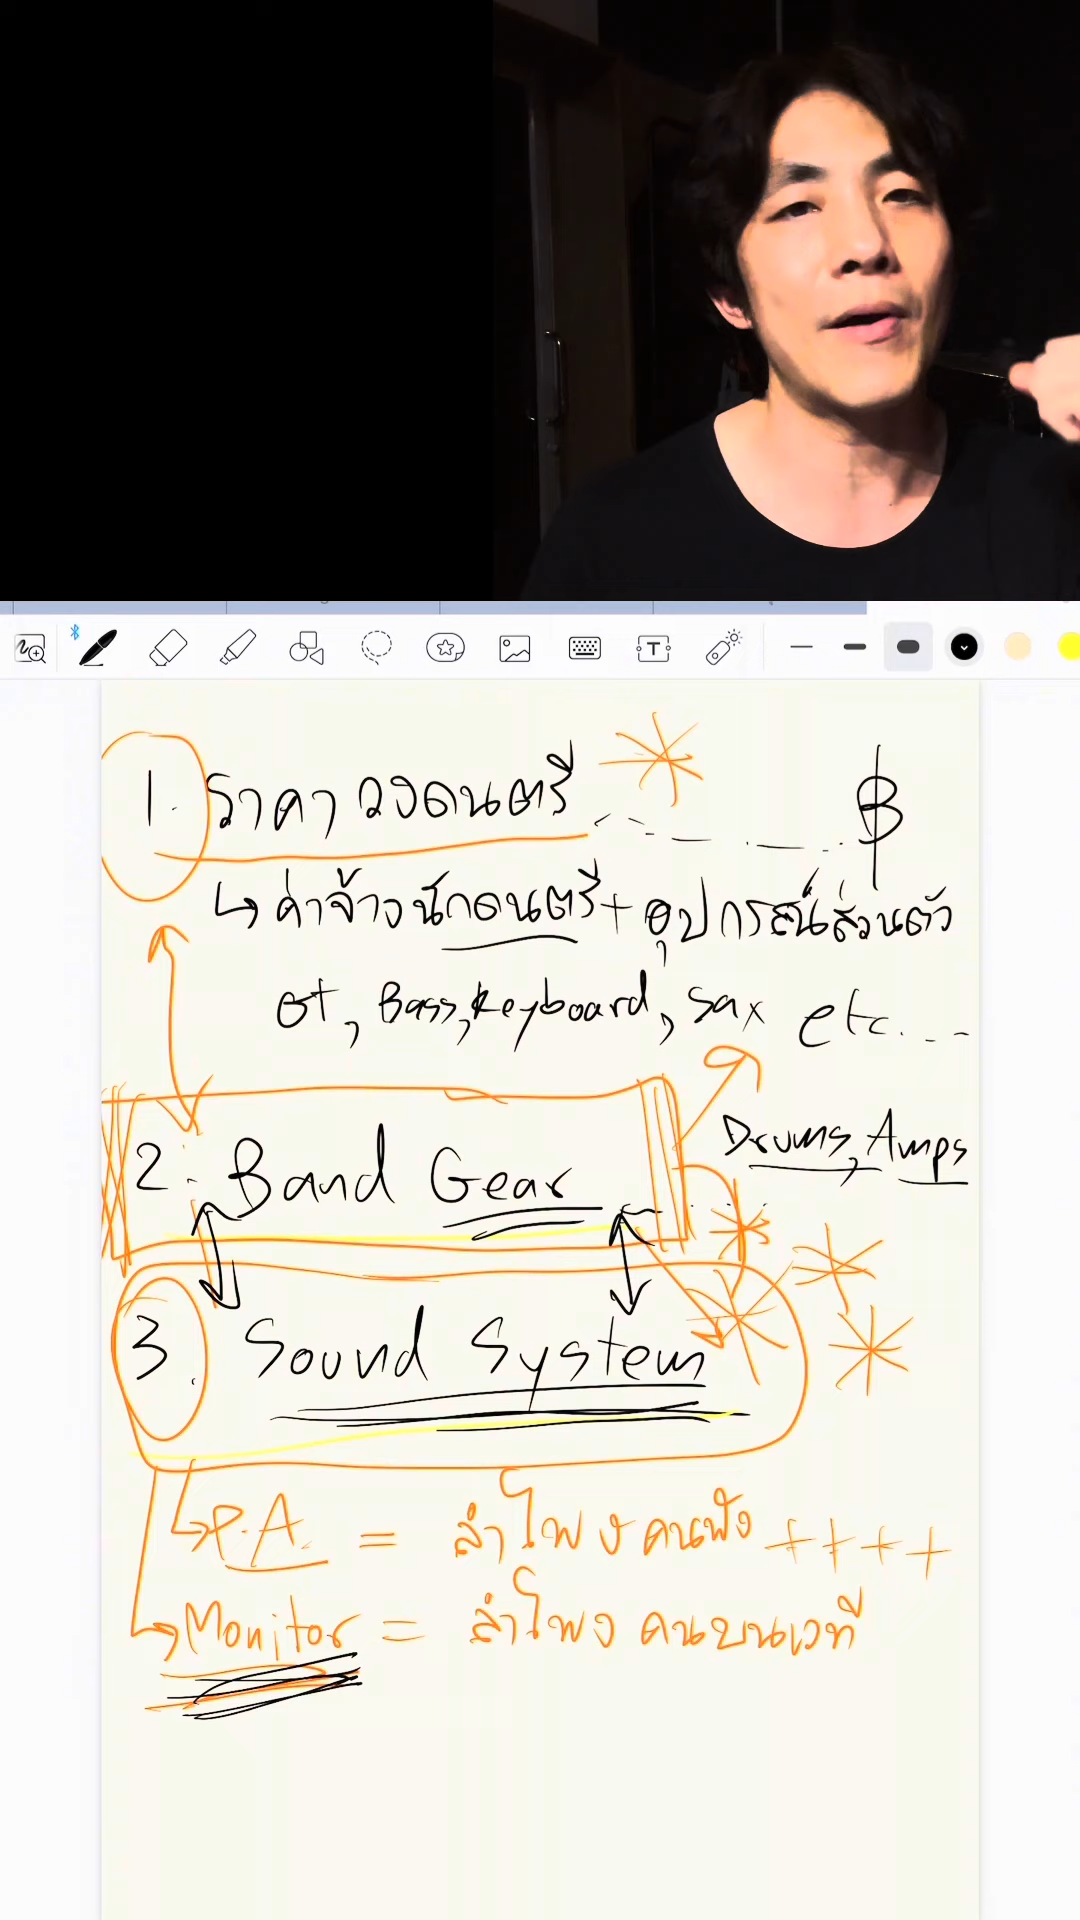 1. ราคาวงดนตรี ฿
↳ ค่าจ้างนักดนตรี + อุปกรณ์ส่วนตัว
Gt, Bass, Keyboard, Sax etc...
Drums, Amps
2. Band Gear
3. Sound System
P.A. = ลำโพงคนฟัง ++++
Monitor = ลำโพงคนบนเวที